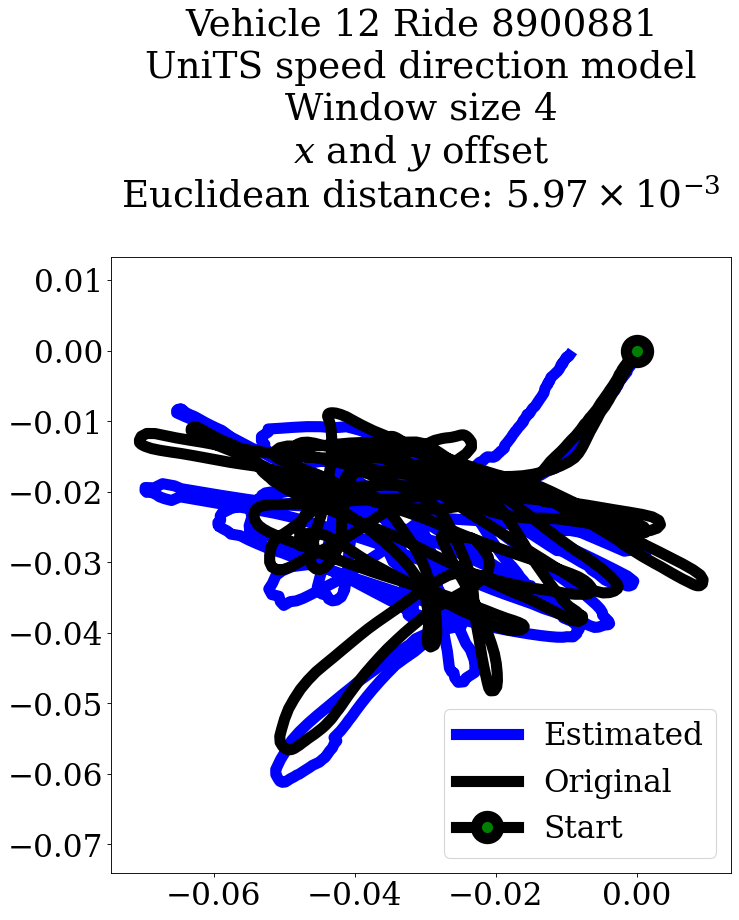 Vehicle 12 Ride 8900881
UniTS speed direction model
Window size 4
x and y offset
Euclidean distance: 5.97 × 10⁻³
0.01
0.00
−0.01
−0.02
−0.03
−0.04
−0.05
−0.06
−0.07
Estimated
Original
Start
−0.06 −0.04 −0.02 0.00